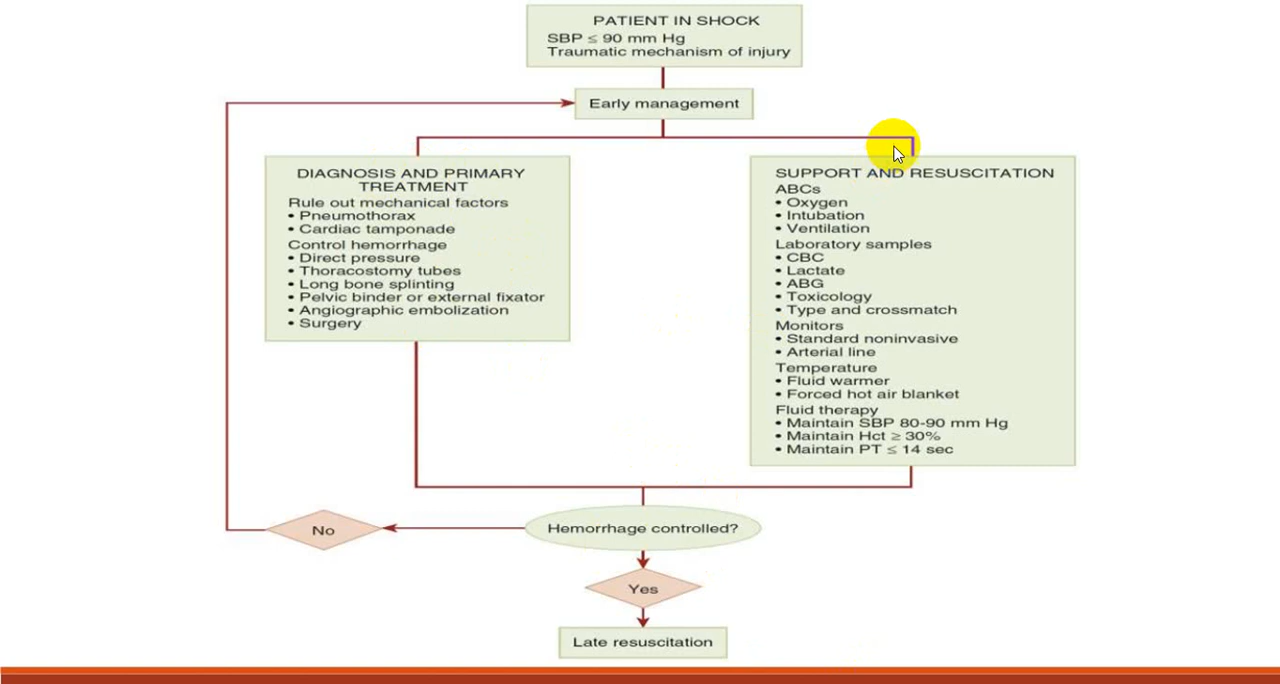 PATIENT IN SHOCK
SBP ≤ 90 mm Hg
Traumatic mechanism of injury
Early management
DIAGNOSIS AND PRIMARY
TREATMENT
Rule out mechanical factors
• Pneumothorax
• Cardiac tamponade
Control hemorrhage
• Direct pressure
• Thoracostomy tubes
• Long bone splinting
• Pelvic binder or external fixator
• Angiographic embolization
• Surgery
SUPPORT AND RESUSCITATION
ABCs
• Oxygen
• Intubation
• Ventilation
Laboratory samples
• CBC
• Lactate
• ABG
• Toxicology
• Type and crossmatch
Monitors
• Standard noninvasive
• Arterial line
Temperature
• Fluid warmer
• Forced hot air blanket
Fluid therapy
• Maintain SBP 80-90 mm Hg
• Maintain Hct ≥ 30%
• Maintain PT ≤ 14 sec
Hemorrhage controlled?
No
Yes
Late resuscitation